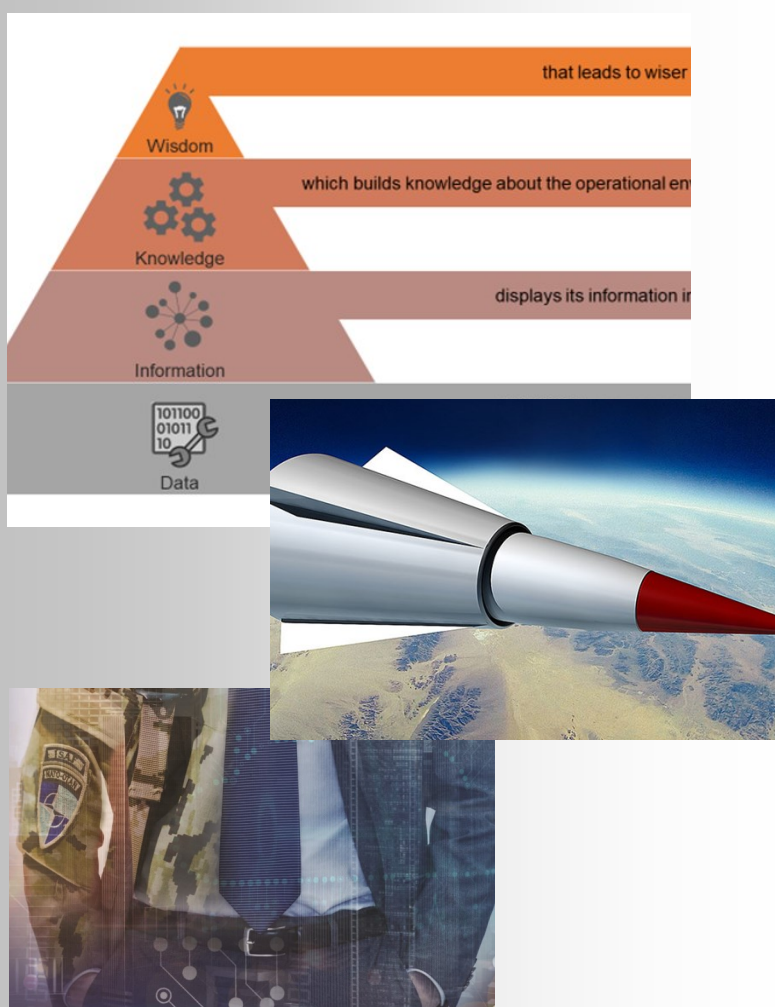 that leads to wiser
Wisdom
which builds knowledge about the operational
Knowledge
displays its information
Information
101100
01011
10
Data
ISAF
NATO-OTAN